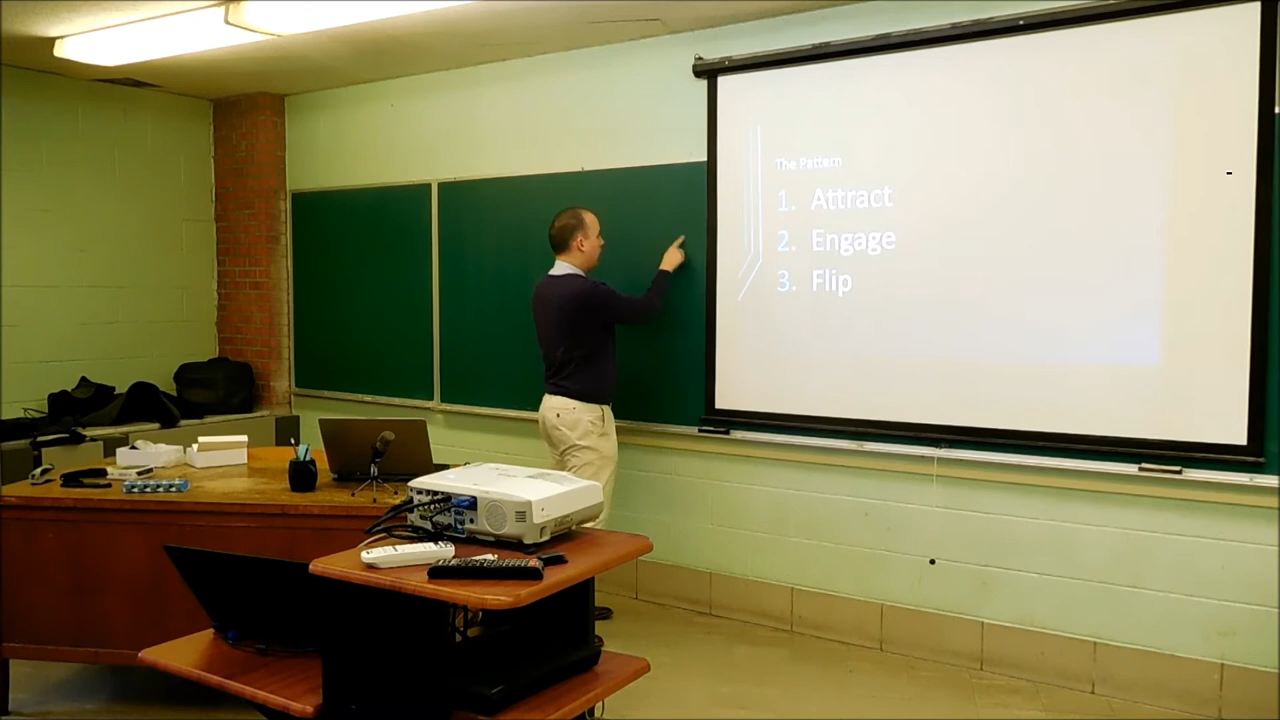 The Pattern
1. Attract
2. Engage
3. Flip